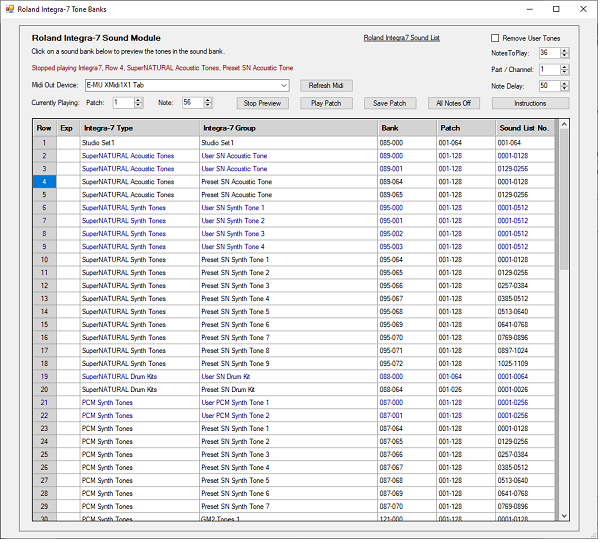 Roland Integra-7 Tone Banks
Roland Integra-7 Sound Module
Roland Integra7 Sound List
Remove User Tones
Click on a sound bank below to preview the tones in the sound bank.
NotesToPlay: 36
Stopped playing Integra7, Row 4, SuperNATURAL Acoustic Tones, Preset SN Acoustic Tone
Part / Channel: 1
Midi Out Device: E-MU XMidi1X1 Tab Refresh Midi
Note Delay: 50
Currently Playing: Patch: 1 Note: 56 Stop Preview Play Patch Save Patch All Notes Off Instructions
Row Exp Integra-7 Type Integra-7 Group Bank Patch Sound List No.
1 Studio Set1 Studio Set1 085-000 001-064 001-064
2 SuperNATURAL Acoustic Tones User SN Acoustic Tone 089-000 001-128 0001-0128
3 SuperNATURAL Acoustic Tones User SN Acoustic Tone 089-001 001-128 0129-0256
4 SuperNATURAL Acoustic Tones Preset SN Acoustic Tone 089-064 001-128 0001-0128
5 SuperNATURAL Acoustic Tones Preset SN Acoustic Tone 089-065 001-128 0129-0256
6 SuperNATURAL Synth Tones User SN Synth Tone 1 095-000 001-128 0001-0512
7 SuperNATURAL Synth Tones User SN Synth Tone 2 095-001 001-128 0001-0512
8 SuperNATURAL Synth Tones User SN Synth Tone 3 095-002 001-128 0001-0512
9 SuperNATURAL Synth Tones User SN Synth Tone 4 095-003 001-128 0001-0512
10 SuperNATURAL Synth Tones Preset SN Synth Tone 1 095-064 001-128 0001-0128
11 SuperNATURAL Synth Tones Preset SN Synth Tone 2 095-065 001-128 0129-0256
12 SuperNATURAL Synth Tones Preset SN Synth Tone 3 095-066 001-128 0257-0384
13 SuperNATURAL Synth Tones Preset SN Synth Tone 4 095-067 001-128 0385-0512
14 SuperNATURAL Synth Tones Preset SN Synth Tone 5 095-068 001-128 0513-0640
15 SuperNATURAL Synth Tones Preset SN Synth Tone 6 095-069 001-128 0641-0768
16 SuperNATURAL Synth Tones Preset SN Synth Tone 7 095-070 001-128 0769-0896
17 SuperNATURAL Synth Tones Preset SN Synth Tone 8 095-071 001-128 0897-1024
18 SuperNATURAL Synth Tones Preset SN Synth Tone 9 095-072 001-128 1025-1109
19 SuperNATURAL Drum Kits User SN Drum Kit 088-000 001-064 0001-0064
20 SuperNATURAL Drum Kits Preset SN Drum Kit 088-064 001-026 0001-0026
21 PCM Synth Tones User PCM Synth Tone 1 087-000 001-128 0001-0256
22 PCM Synth Tones User PCM Synth Tone 2 087-001 001-128 0001-0256
23 PCM Synth Tones Preset SN Synth Tone 1 087-064 001-128 0001-0128
24 PCM Synth Tones Preset SN Synth Tone 2 087-065 001-128 0129-0256
25 PCM Synth Tones Preset SN Synth Tone 3 087-066 001-128 0257-0384
26 PCM Synth Tones Preset SN Synth Tone 4 087-067 001-128 0385-0512
27 PCM Synth Tones Preset SN Synth Tone 5 087-068 001-128 0513-0640
28 PCM Synth Tones Preset SN Synth Tone 6 087-069 001-128 0641-0768
29 PCM Synth Tones Preset SN Synth Tone 7 087-070 001-128 0769-0896
30 PCM Synth Tones GM2 Tones 1 121-000 001-128 0001-0128